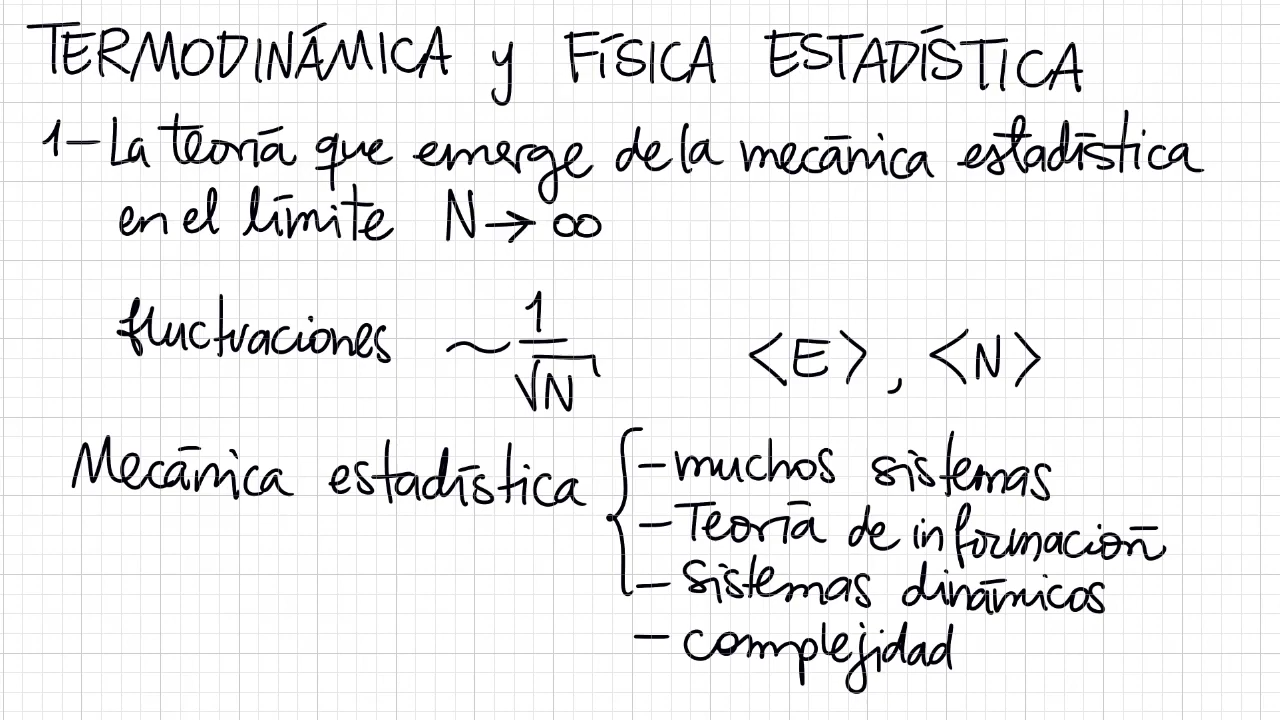 TERMODINÁMICA y FÍSICA ESTADÍSTICA
1- La teoría que emerge de la mecánica estadística
en el límite N → ∞
fluctuaciones ~ 1/√N <E>, <N>
Mecánica estadística { - muchos sistemas
- Teoría de información
- sistemas dinámicos
- complejidad